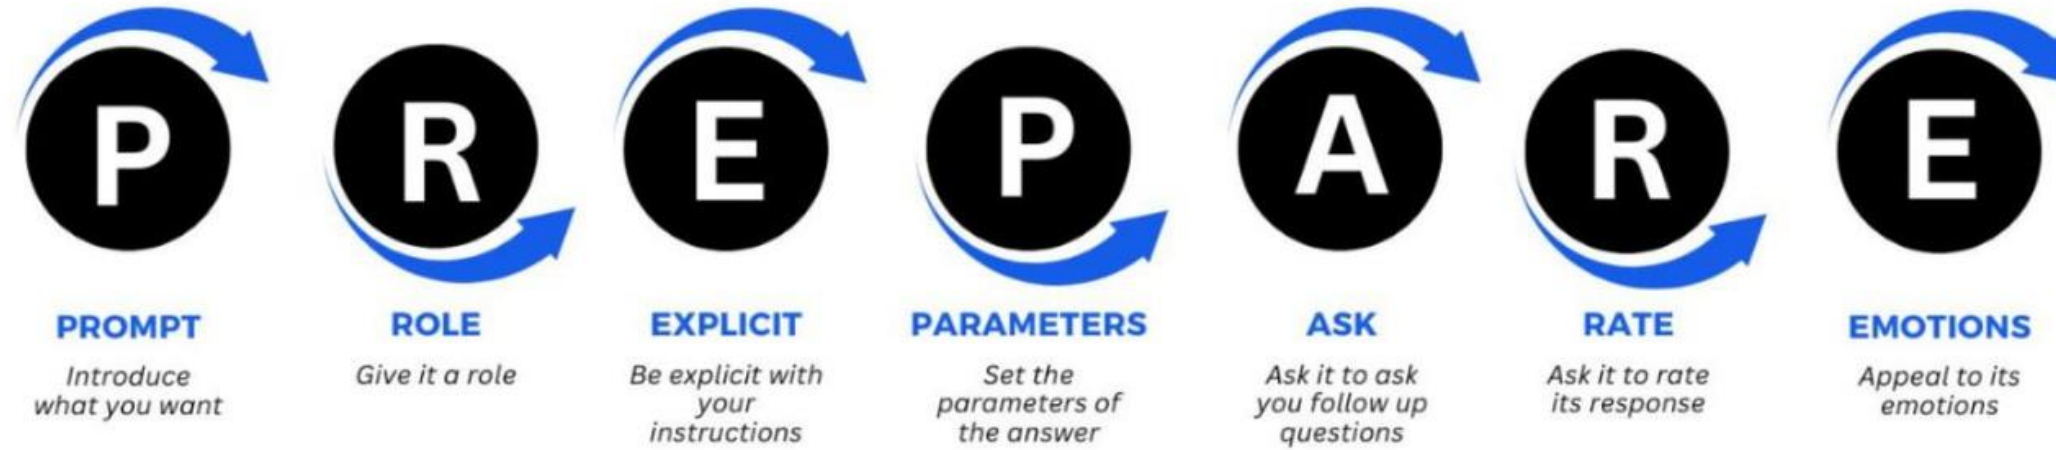 P
R
E
P
A
R
E
PROMPT
Introduce
what you want
ROLE
Give it a role
EXPLICIT
Be explicit with
your
instructions
PARAMETERS
Set the
parameters of
the answer
ASK
Ask it to ask
you follow up
questions
RATE
Ask it to rate
its response
EMOTIONS
Appeal to its
emotions